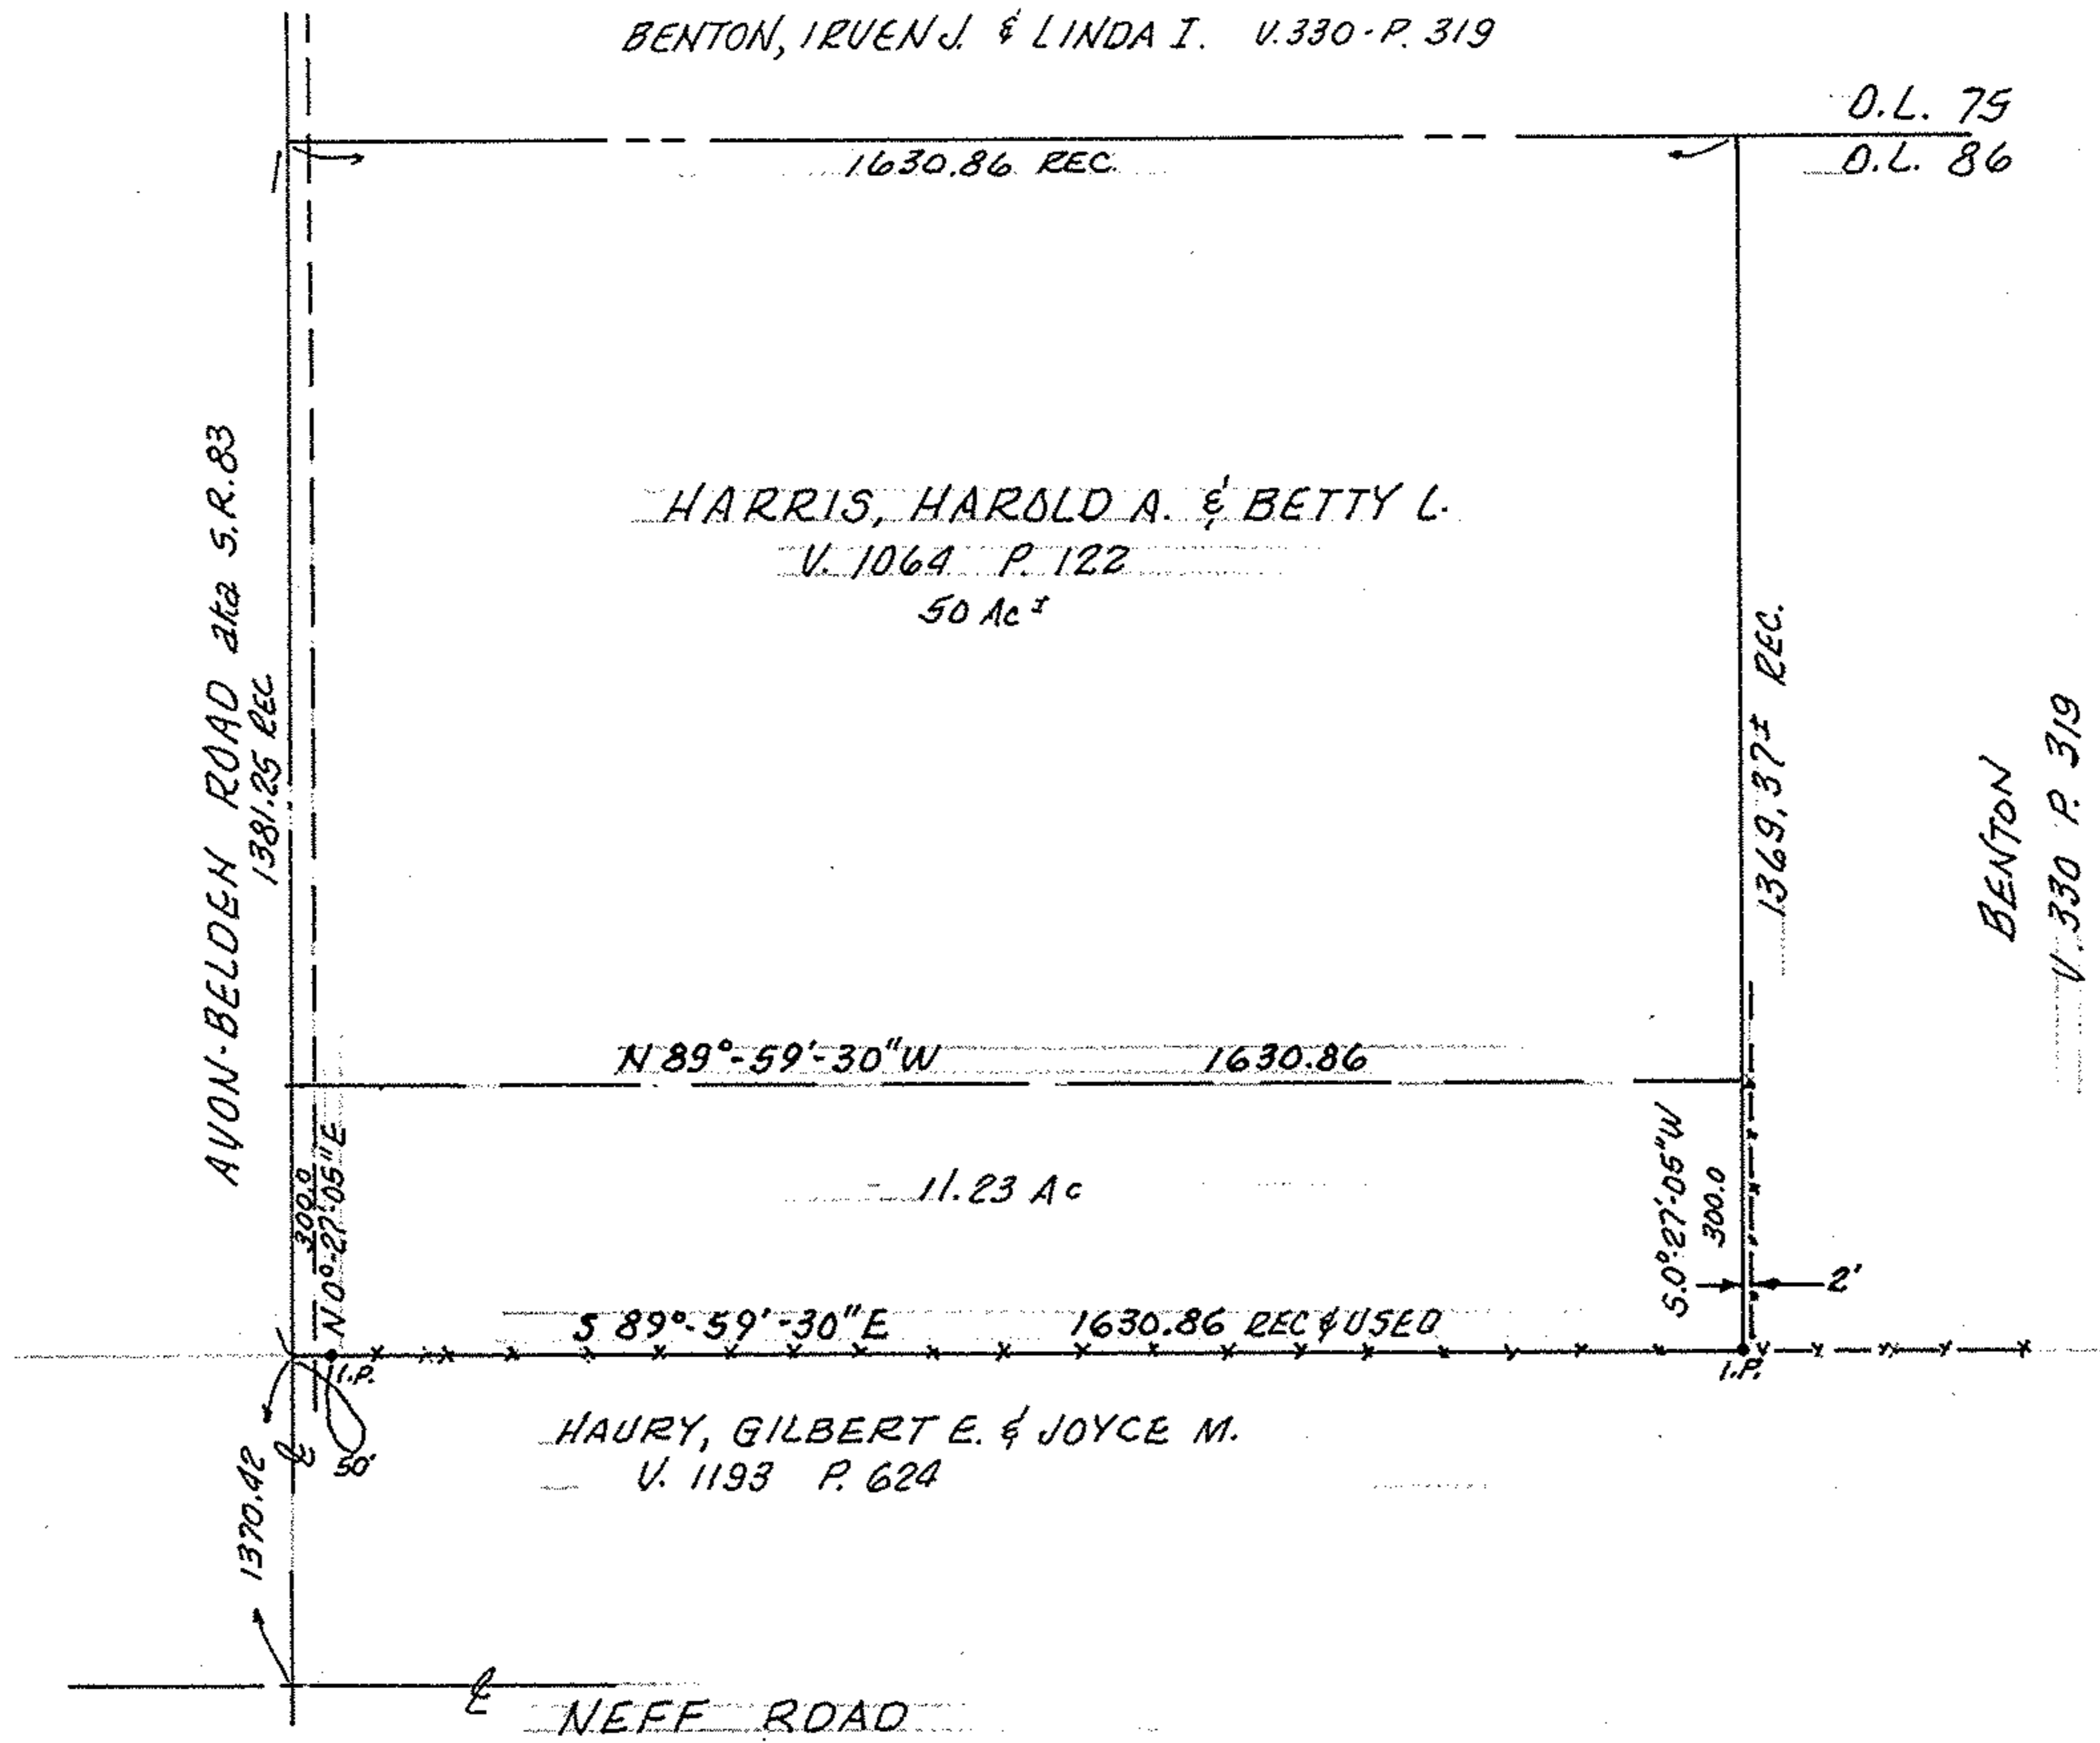 BENTON, IRVEN J. & LINDA I. V. 330 - P. 319
O.L. 75
O.L. 86
1630.86 REC.
HARRIS, HAROLD A. & BETTY L.
V. 1064 P. 122
50 Ac ±
AVON-BELDEN ROAD aka S.R. 83
1381.25 REC
1369.37± REC.
BENTON
V. 330 P. 319
N 89°-59'-30" W 1630.86
300.0
N 0°-27'-05" E
11.23 Ac
S. 0°-27'-05" W
300.0
2'
S 89°-59'-30" E 1630.86 REC & USED
I.P.
I.P.
50'
HAURY, GILBERT E. & JOYCE M.
V. 1193 P. 624
1370.42
℄
℄
NEFF ROAD